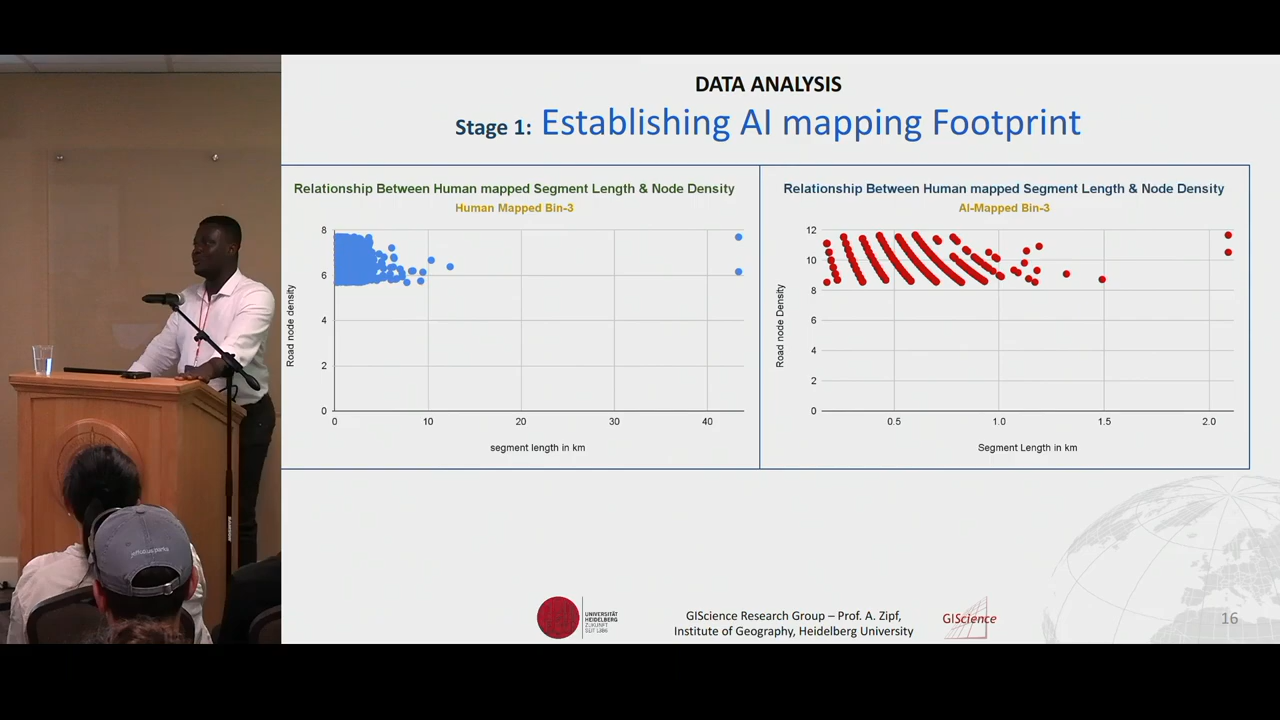 DATA ANALYSIS
Stage 1: Establishing AI mapping Footprint
Relationship Between Human mapped Segment Length & Node Density
Human Mapped Bin-3
Road node density
8
6
4
2
0
0
10
20
30
40
segment length in km
Relationship Between Human mapped Segment Length & Node Density
AI-Mapped Bin-3
Road node Density
12
10
8
6
4
2
0
0.5
1.0
1.5
2.0
Segment Length in km
UNIVERSITÄT
HEIDELBERG
ZUKUNFT
SEIT 1386
GIScience Research Group – Prof. A. Zipf,
Institute of Geography, Heidelberg University
GIScience
16